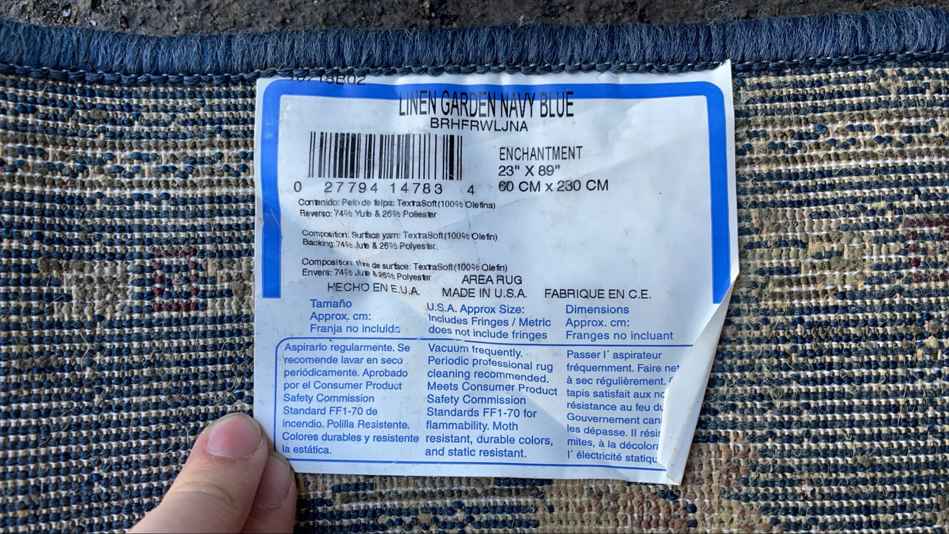 LINEN GARDEN NAVY BLUE
BRHFRWLJNA
ENCHANTMENT
23" X 89"
60 CM x 230 CM
0 27794 14783 4
Contenido: Pelo de felpa: TextraSoft(100% Olefina)
Reverso: 74% Yute & 26% Poliester
Composition: Surface yarn: TextraSoft(100% Olefin)
Backing: 74% Jute & 26% Polyester.
Composition: fibre de surface: TextraSoft(100% Olefin)
Envers: 74% Jute & 26% Polyester
AREA RUG
HECHO EN E.U.A. MADE IN U.S.A. FABRIQUE EN C.E.
Tamaño
Approx. cm:
Franja no incluida
U.S.A. Approx Size:
Includes Fringes / Metric
does not include fringes
Dimensions
Approx. cm:
Franges no incluant
Aspirarlo regularmente. Se
recomende lavar en seco
periódicamente. Aprobado
por el Consumer Product
Safety Commission
Standard FF1-70 de
incendio. Polilla Resistente.
Colores durables y resistente
la estática.
Vacuum frequently.
Periodic professional rug
cleaning recommended.
Meets Consumer Product
Safety Commission
Standards FF1-70 for
flammability. Moth
resistant, durable colors,
and static resistant.
Passer l' aspirateur
fréquemment. Faire
à sec régulièrement.
tapis satisfait aux
résistance au feu du
Gouvernement
les dépasse. Il
mites, à la
l' électricité